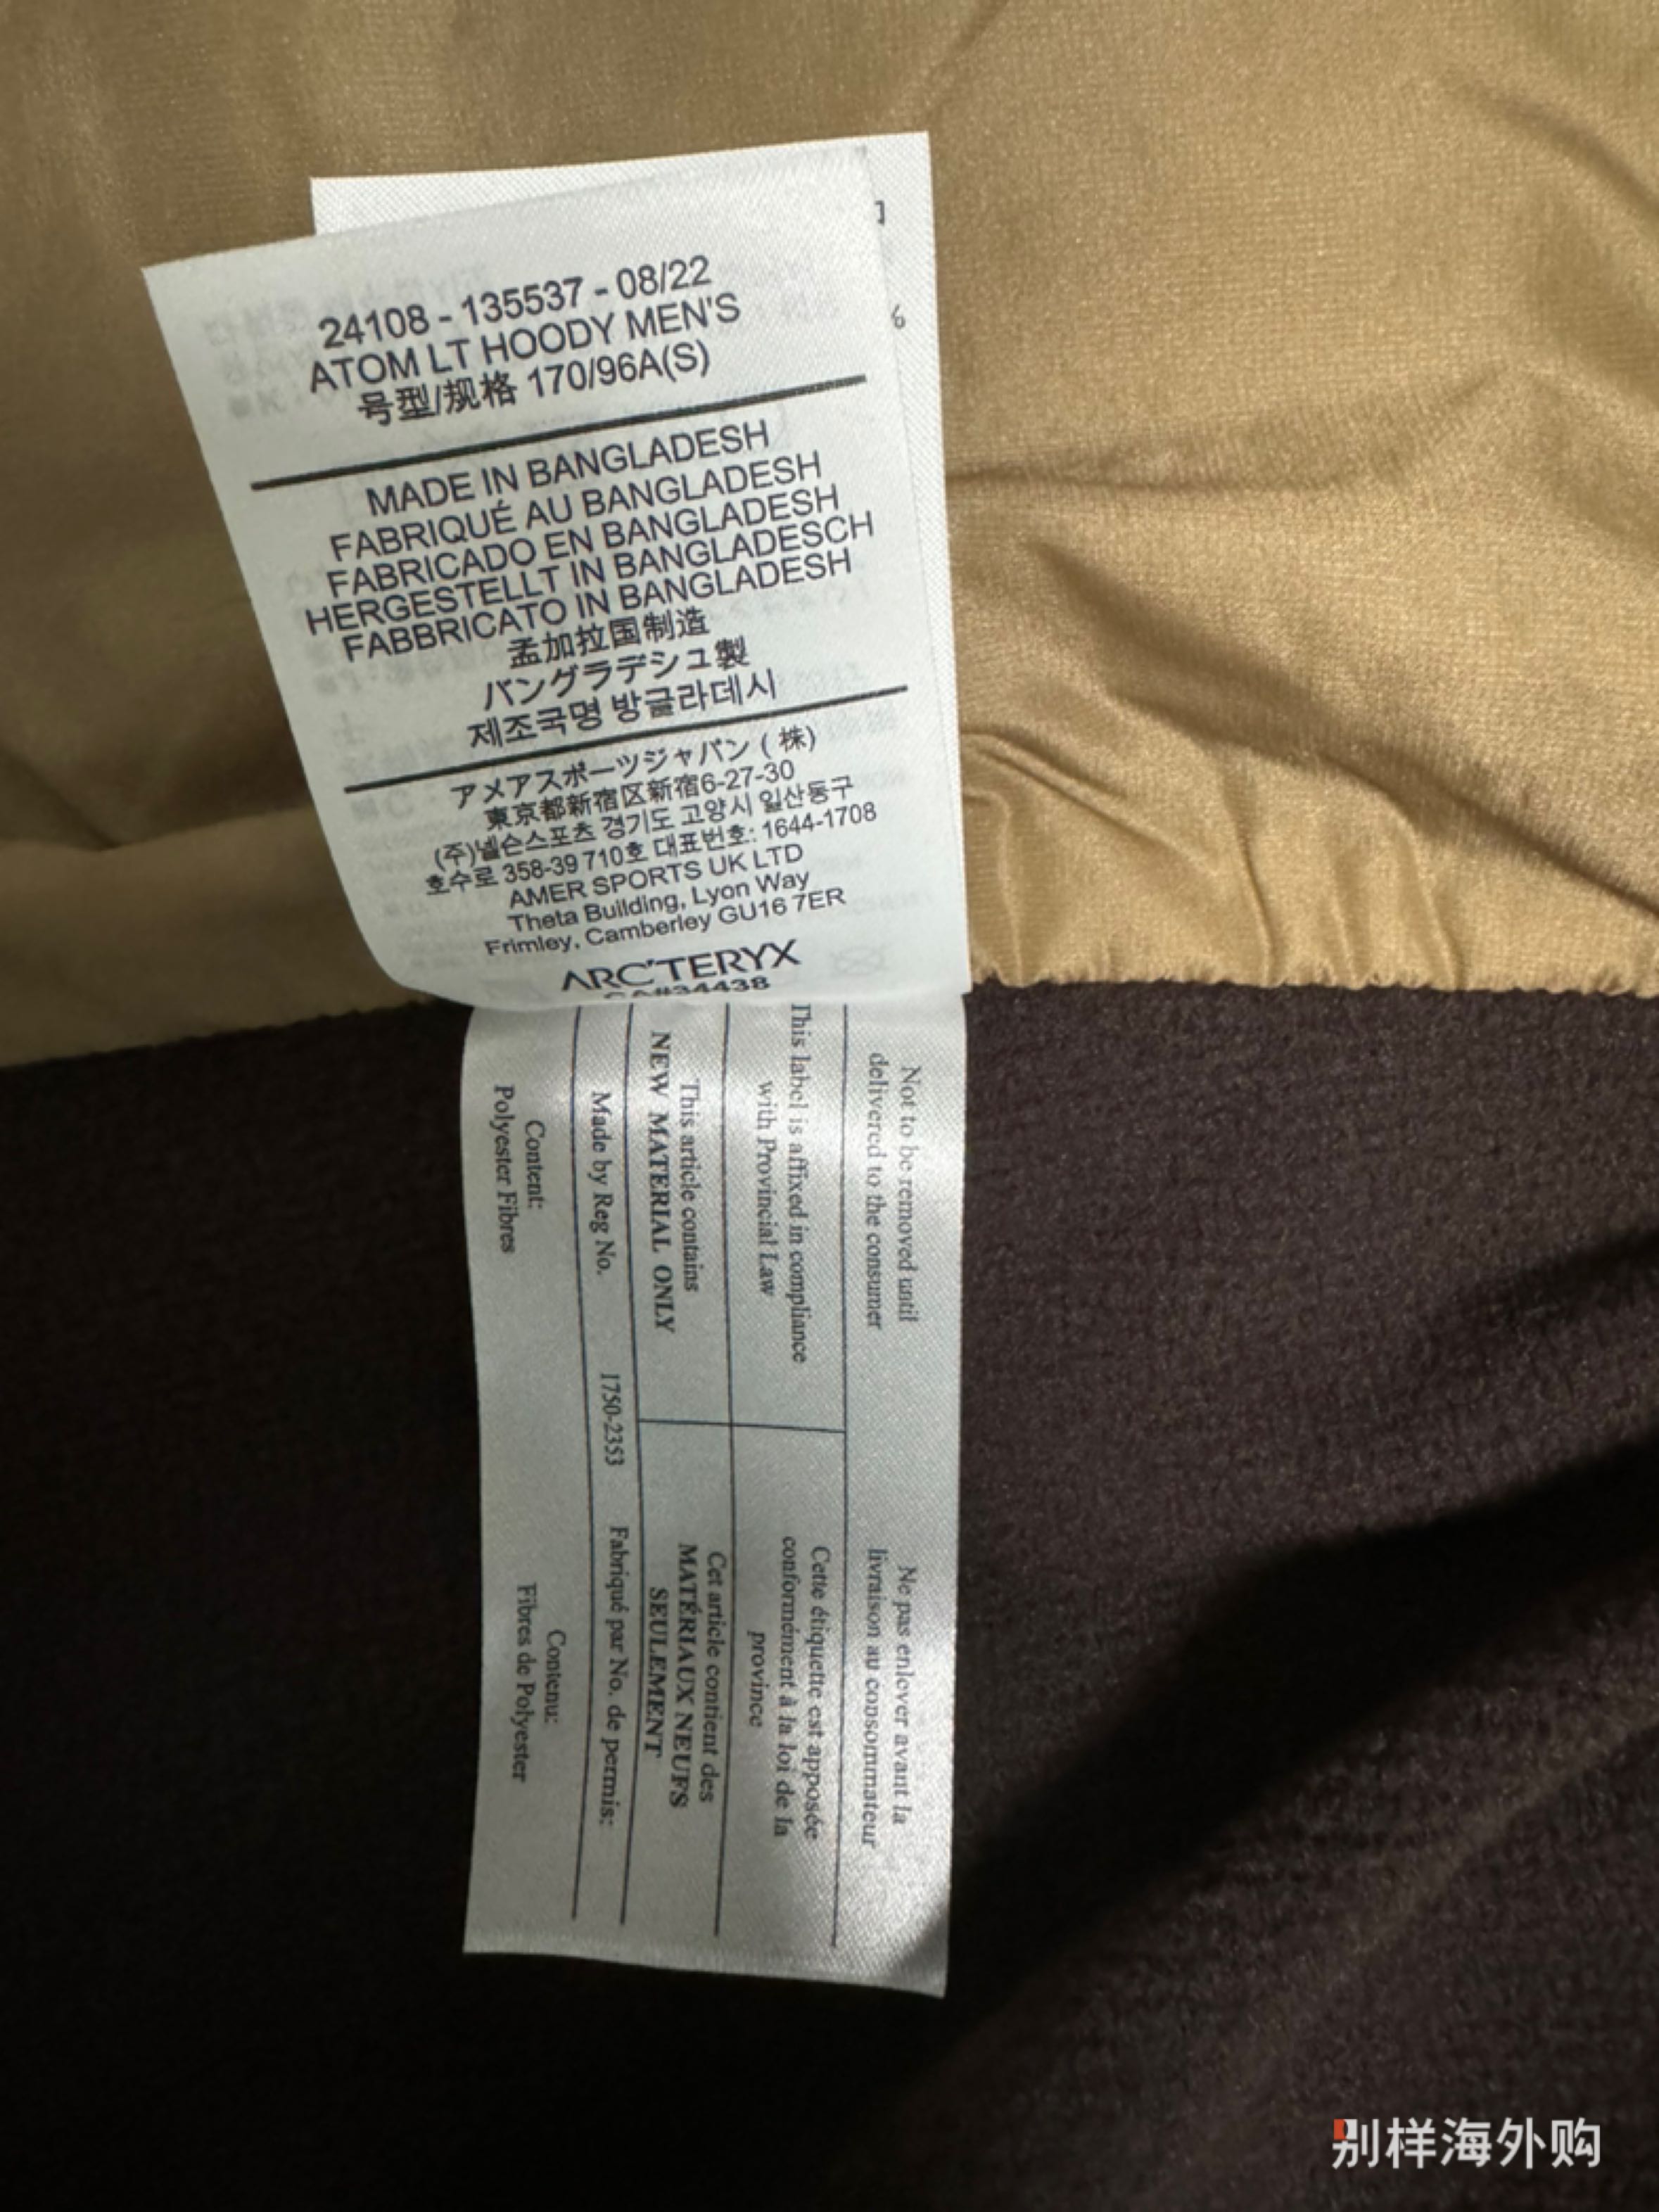 24108 - 135537 - 08/22
ATOM LT HOODY MEN'S
号型/规格 170/96A(S)
MADE IN BANGLADESH
FABRIQUÉ AU BANGLADESH
FABRICADO EN BANGLADESH
HERGESTELLT IN BANGLADESCH
FABBRICATO IN BANGLADESH
孟加拉国制造
バングラデシュ製
제조국명 방글라데시
アメアスポーツジャパン ( 株)
東京都新宿区新宿6-27-30
(주)넬슨스포츠 경기도 고양시 일산동구
호수로 358-39 710호 대표번호: 1644-1708
AMER SPORTS UK LTD
Theta Building, Lyon Way
Frimley, Camberley GU16 7ER
ARC'TERYX
CA#34438
6
Not to be removed until
delivered to the consumer
This label is affixed in compliance
with Provincial Law
This article contains
NEW MATERIAL ONLY
Made by Reg No. 1750-2353 Fabriqué par No. de permis:
Content:
Polyester Fibres
Ne pas enlever avant la
livraison au consommateur
Cette étiquette est apposée
conformément à la loi de la
province
Cet article contient des
MATÉRIAUX NEUFS
SEULEMENT
Contenu:
Fibres de Polyester
别样海外购